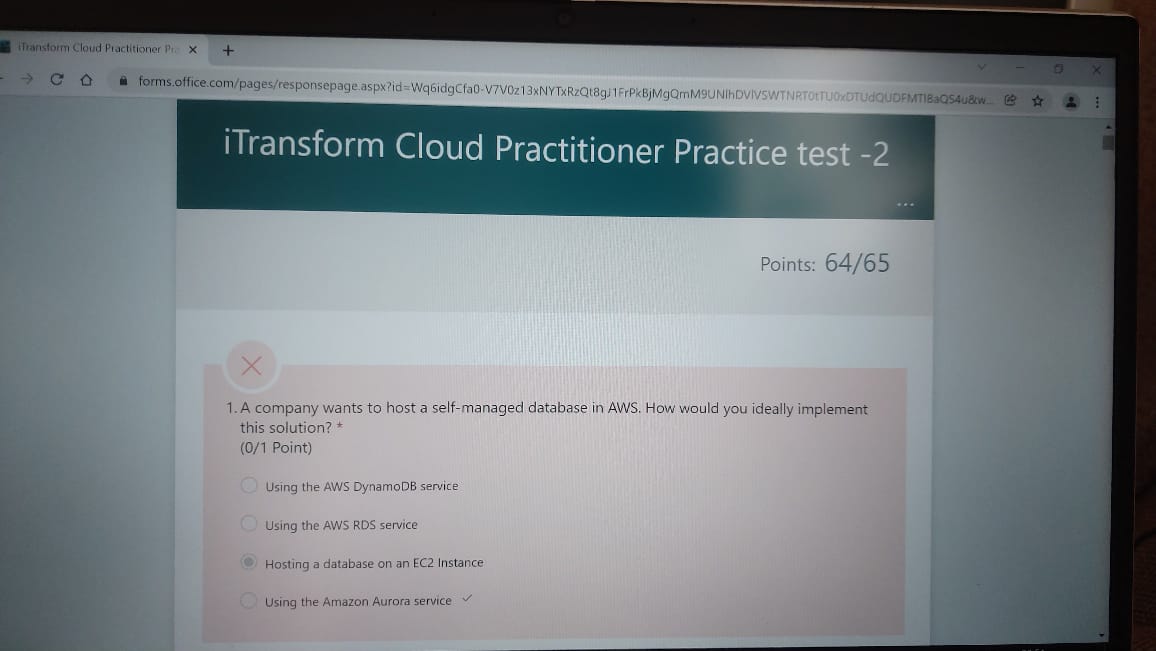 iTransform Cloud Practitioner Pra
forms.office.com/pages/responsepage.aspx?id=
iTransform Cloud Practitioner Practice test -2
...
Points: 64/65
1. A company wants to host a self-managed database in AWS. How would you ideally implement
this solution? *
(0/1 Point)
Using the AWS DynamoDB service
Using the AWS RDS service
Hosting a database on an EC2 Instance
Using the Amazon Aurora service